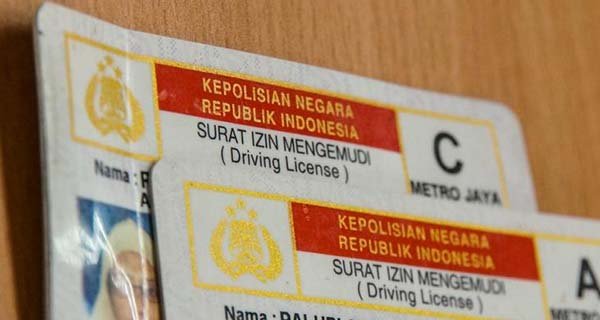 KEPOLISIAN NEGARA
REPUBLIK INDONESIA
SURAT IZIN MENGEMUDI
( Driving License )
C
METRO JAYA
Nama :
KEPOLISIAN NEGARA
REPUBLIK INDONESIA
SURAT IZIN MENGEMUDI
( Driving License )
A
Nama :